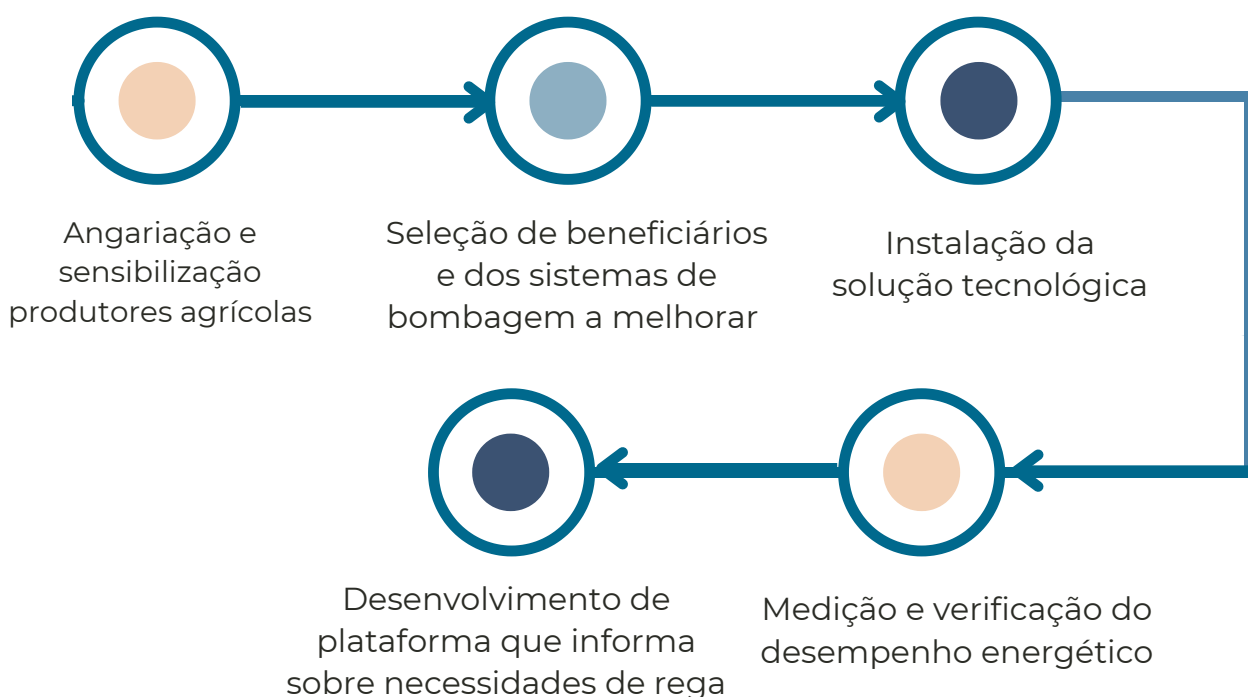 Angariação e
sensibilização
produtores agrícolas
Seleção de beneficiários
e dos sistemas de
bombagem a melhorar
Instalação da
solução tecnológica
Medição e verificação do
desempenho energético
Desenvolvimento de
plataforma que informa
sobre necessidades de rega